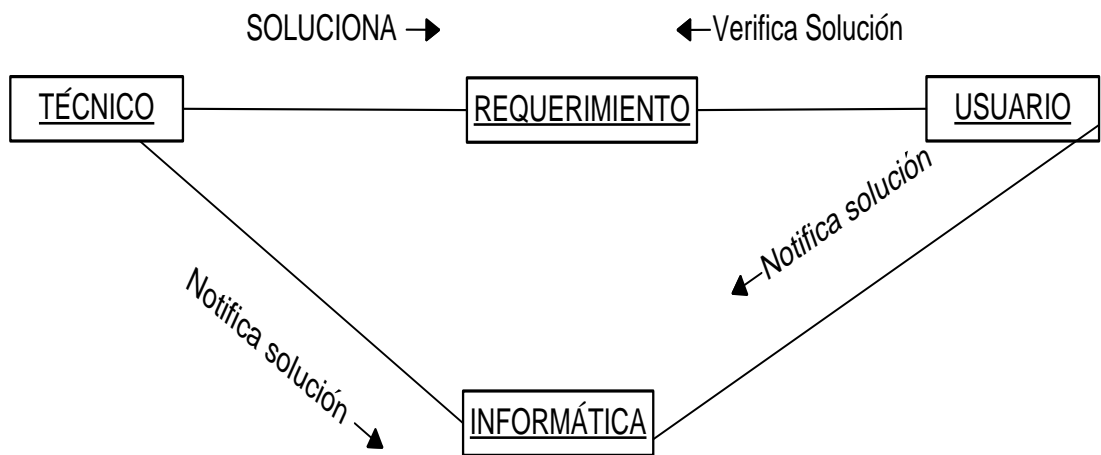 SOLUCIONA
Verifica Solución
TÉCNICO
REQUERIMIENTO
USUARIO
Notifica solución
Notifica solución
INFORMÁTICA